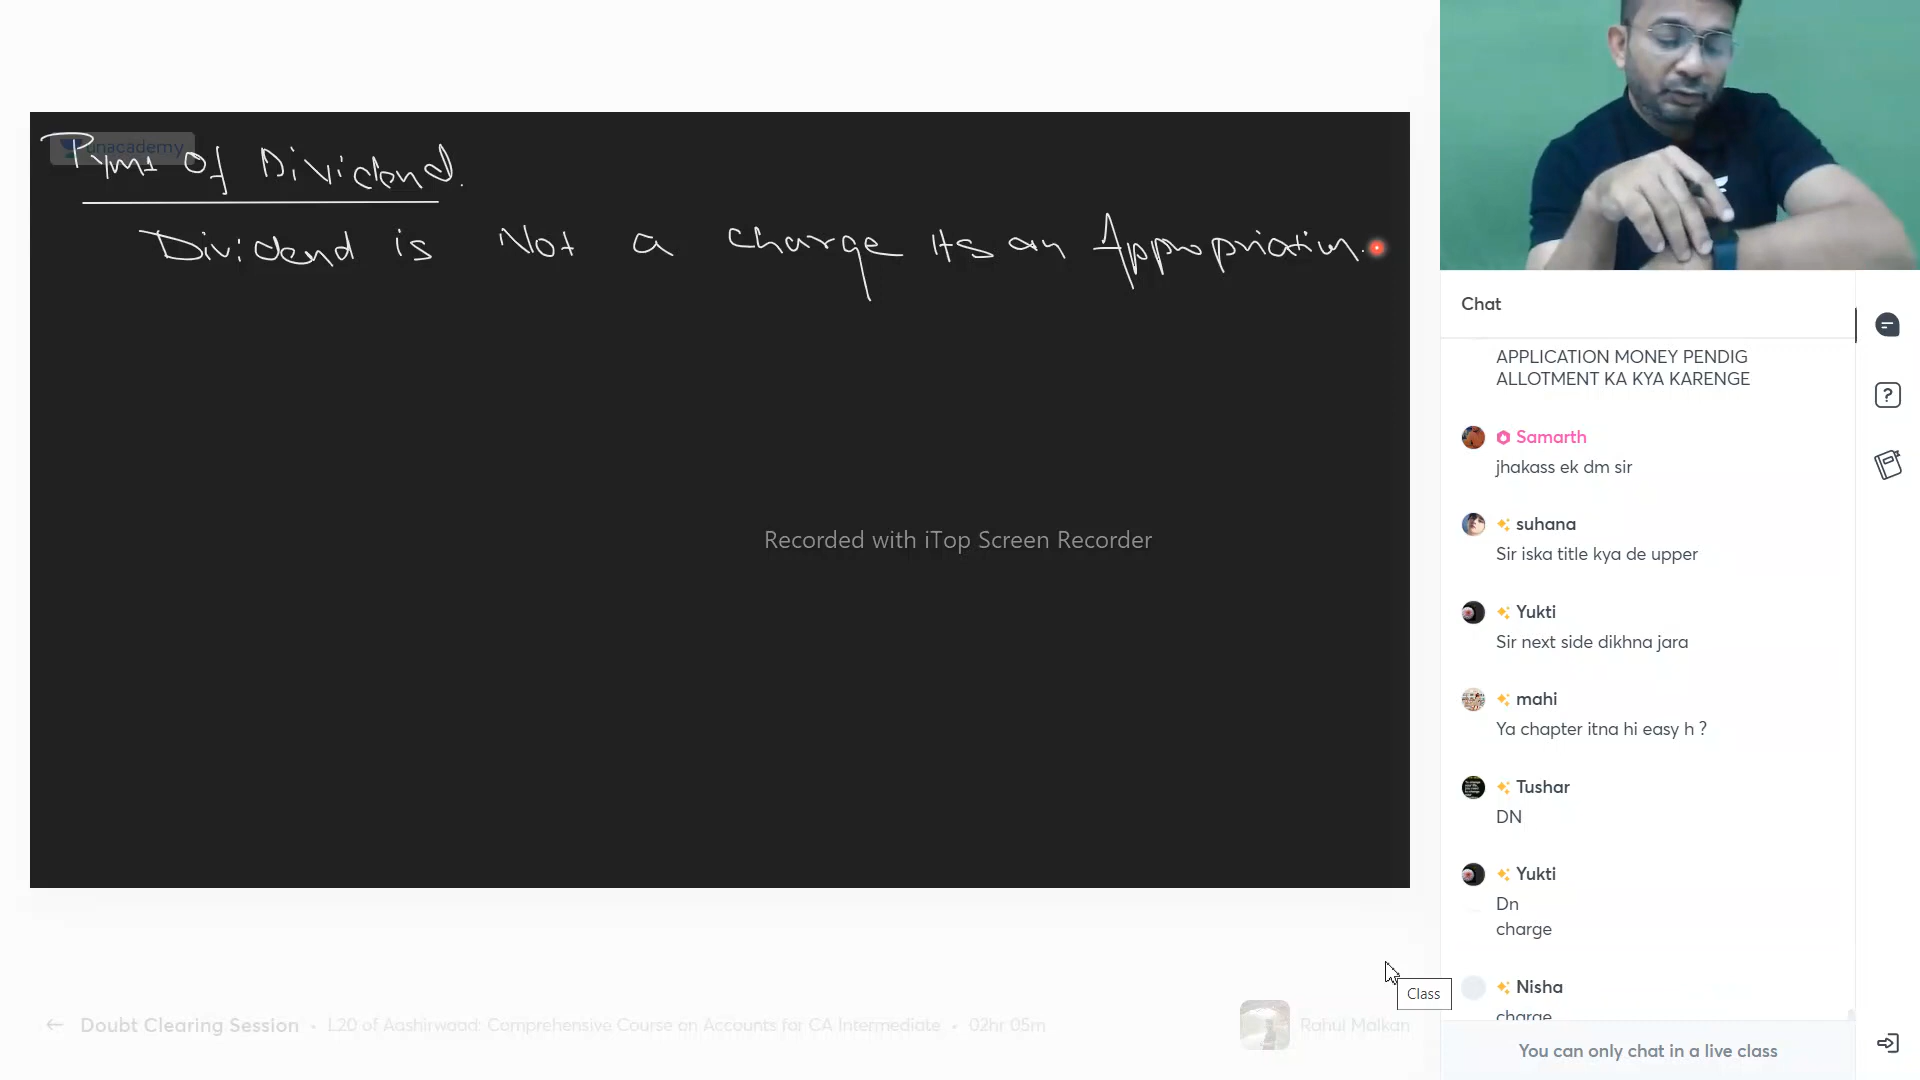 unacademy
Pymt Of Dividend.
Dividend is Not a charge Its an Appropriation.
Recorded with iTop Screen Recorder
Class
Doubt Clearing Session • L20 of Aashirwaad: Comprehensive Course on Accounts for CA Intermediate • 02hr 05m
Rahul Malkan
Chat
APPLICATION MONEY PENDIG
ALLOTMENT KA KYA KARENGE
Samarth
jhakass ek dm sir
suhana
Sir iska title kya de upper
Yukti
Sir next side dikhna jara
mahi
Ya chapter itna hi easy h ?
Tushar
DN
Yukti
Dn
charge
Nisha
charge
You can only chat in a live class